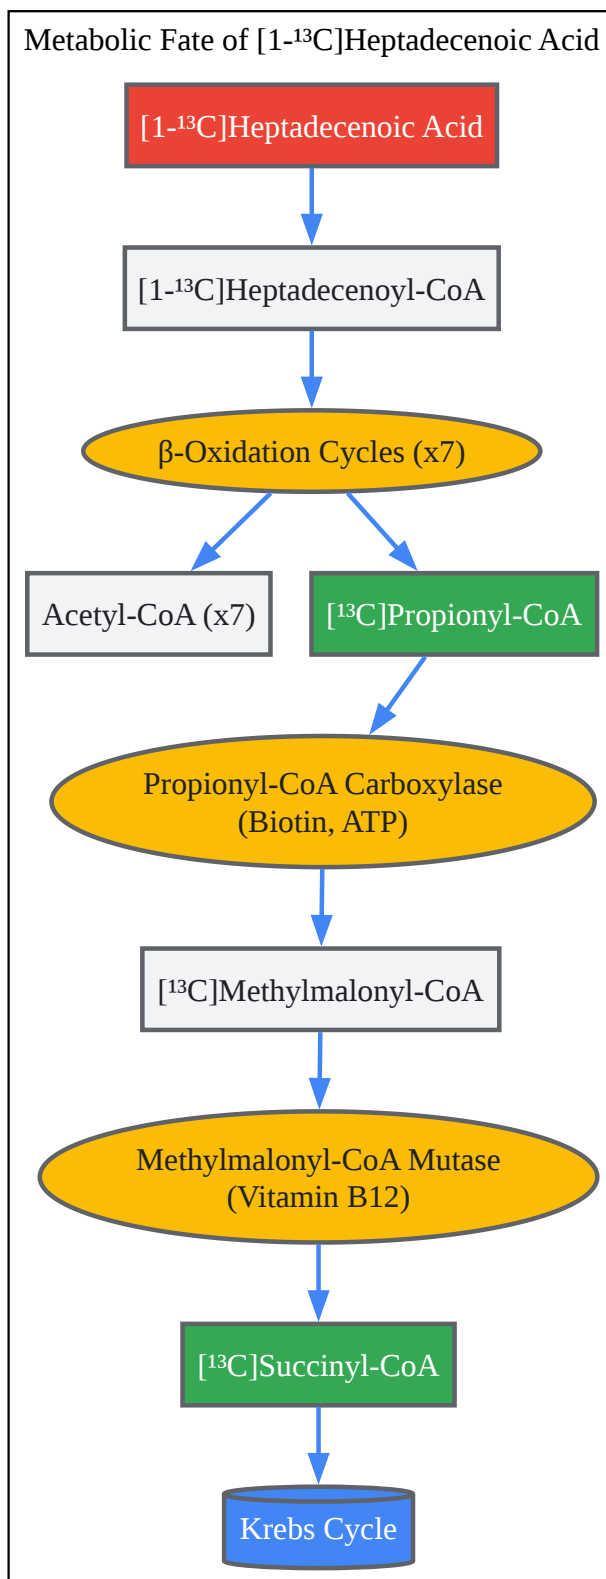 Metabolic Fate of [1-¹³C]Heptadecenoic Acid
[1-¹³C]Heptadecenoic Acid
[1-¹³C]Heptadecenoyl-CoA
β-Oxidation Cycles (x7)
Acetyl-CoA (x7)
[¹³C]Propionyl-CoA
Propionyl-CoA Carboxylase
(Biotin, ATP)
[¹³C]Methylmalonyl-CoA
Methylmalonyl-CoA Mutase
(Vitamin B12)
[¹³C]Succinyl-CoA
Krebs Cycle